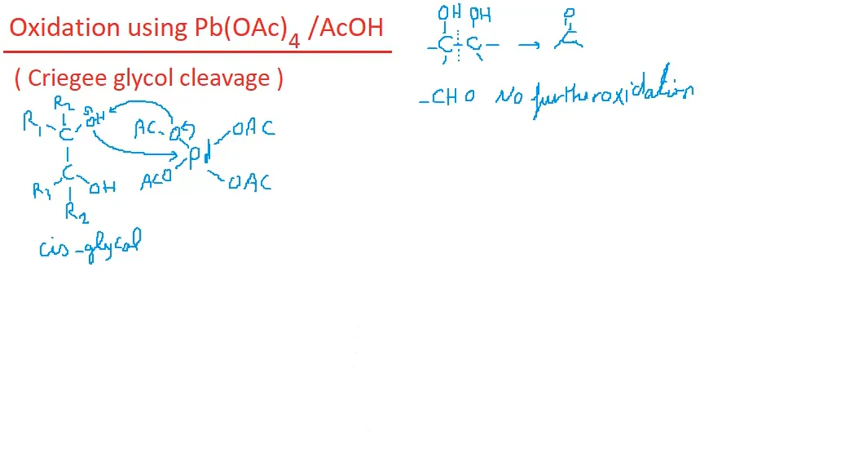 Oxidation using Pb(OAc)4 /AcOH
( Criegee glycol cleavage )
OH OH
-C-C- → O C
-CHO No further oxidation
R2
R1 C OH AC-O OAC
Pd
R1 C OH ACO OAC
R2
cis-glycol